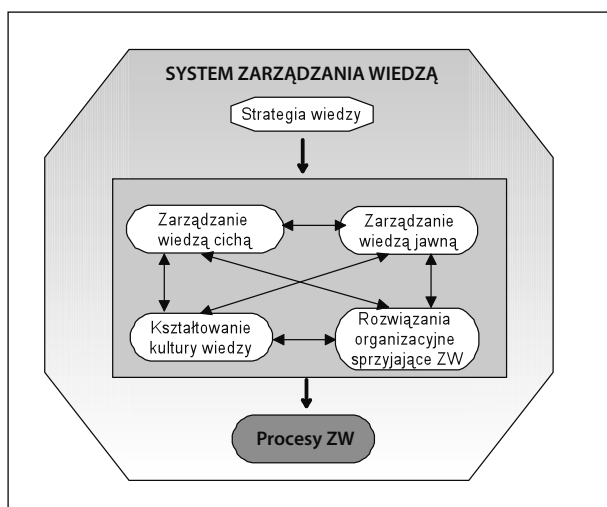 SYSTEM ZARZĄDZANIA WIEDZĄ
Strategia wiedzy
Zarządzanie
wiedzą cichą
Zarządzanie
wiedzą jawną
Kształtowanie
kultury wiedzy
Rozwiązania
organizacyjne
sprzyjające ZW
Procesy ZW